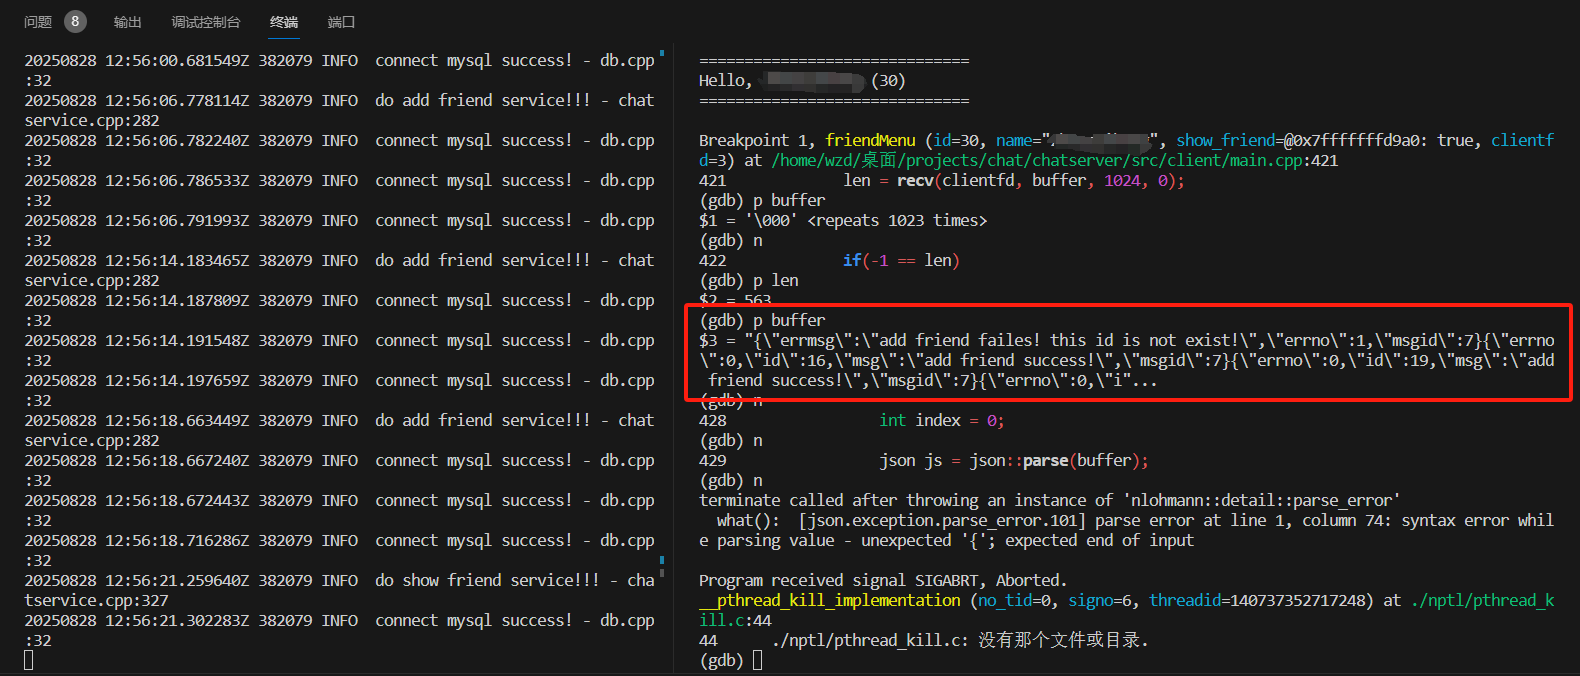 问题 8 输出 调试控制台 终端 端口
20250828 12:56:00.681549Z 382079 INFO  connect mysql success! - db.cpp
:32
20250828 12:56:06.778114Z 382079 INFO  do add friend service!!! - chat
service.cpp:282
20250828 12:56:06.782240Z 382079 INFO  connect mysql success! - db.cpp
:32
20250828 12:56:06.786533Z 382079 INFO  connect mysql success! - db.cpp
:32
20250828 12:56:06.791993Z 382079 INFO  connect mysql success! - db.cpp
:32
20250828 12:56:14.183465Z 382079 INFO  do add friend service!!! - chat
service.cpp:282
20250828 12:56:14.187809Z 382079 INFO  connect mysql success! - db.cpp
:32
20250828 12:56:14.191548Z 382079 INFO  connect mysql success! - db.cpp
:32
20250828 12:56:14.197659Z 382079 INFO  connect mysql success! - db.cpp
:32
20250828 12:56:18.663449Z 382079 INFO  do add friend service!!! - chat
service.cpp:282
20250828 12:56:18.667240Z 382079 INFO  connect mysql success! - db.cpp
:32
20250828 12:56:18.672443Z 382079 INFO  connect mysql success! - db.cpp
:32
20250828 12:56:18.716286Z 382079 INFO  connect mysql success! - db.cpp
:32
20250828 12:56:21.259640Z 382079 INFO  do show friend service!!! - cha
tservice.cpp:327
20250828 12:56:21.302283Z 382079 INFO  connect mysql success! - db.cpp
:32
==============================
Hello, (30)
==============================
Breakpoint 1, friendMenu (id=30, name="", show_friend=@0x7fffffffd9a0: true, clientf
d=3) at /home/wzd/桌面/projects/chat/chatserver/src/client/main.cpp:421
421             len = recv(clientfd, buffer, 1024, 0);
(gdb) p buffer
$1 = '\000' <repeats 1023 times>
(gdb) n
422             if(-1 == len)
(gdb) p len
$2 = 563
(gdb) p buffer
$3 = "{\"errmsg\":\"add friend failes! this id is not exist!\",\"errno\":1,\"msgid\":7}{\"errno
\":0,\"id\":16,\"msg\":\"add friend success!\",\"msgid\":7}{\"errno\":0,\"id\":19,\"msg\":\"add
 friend success!\",\"msgid\":7}{\"errno\":0,\"i"...
(gdb) n
428                 int index = 0;
(gdb) n
429                 json js = json::parse(buffer);
(gdb) n
terminate called after throwing an instance of 'nlohmann::detail::parse_error'
  what():  [json.exception.parse_error.101] parse error at line 1, column 74: syntax error whil
e parsing value - unexpected '{'; expected end of input
Program received signal SIGABRT, Aborted.
__pthread_kill_implementation (no_tid=0, signo=6, threadid=140737352717248) at ./nptl/pthread_k
ill.c:44
44      ./nptl/pthread_kill.c: 没有那个文件或目录.
(gdb)